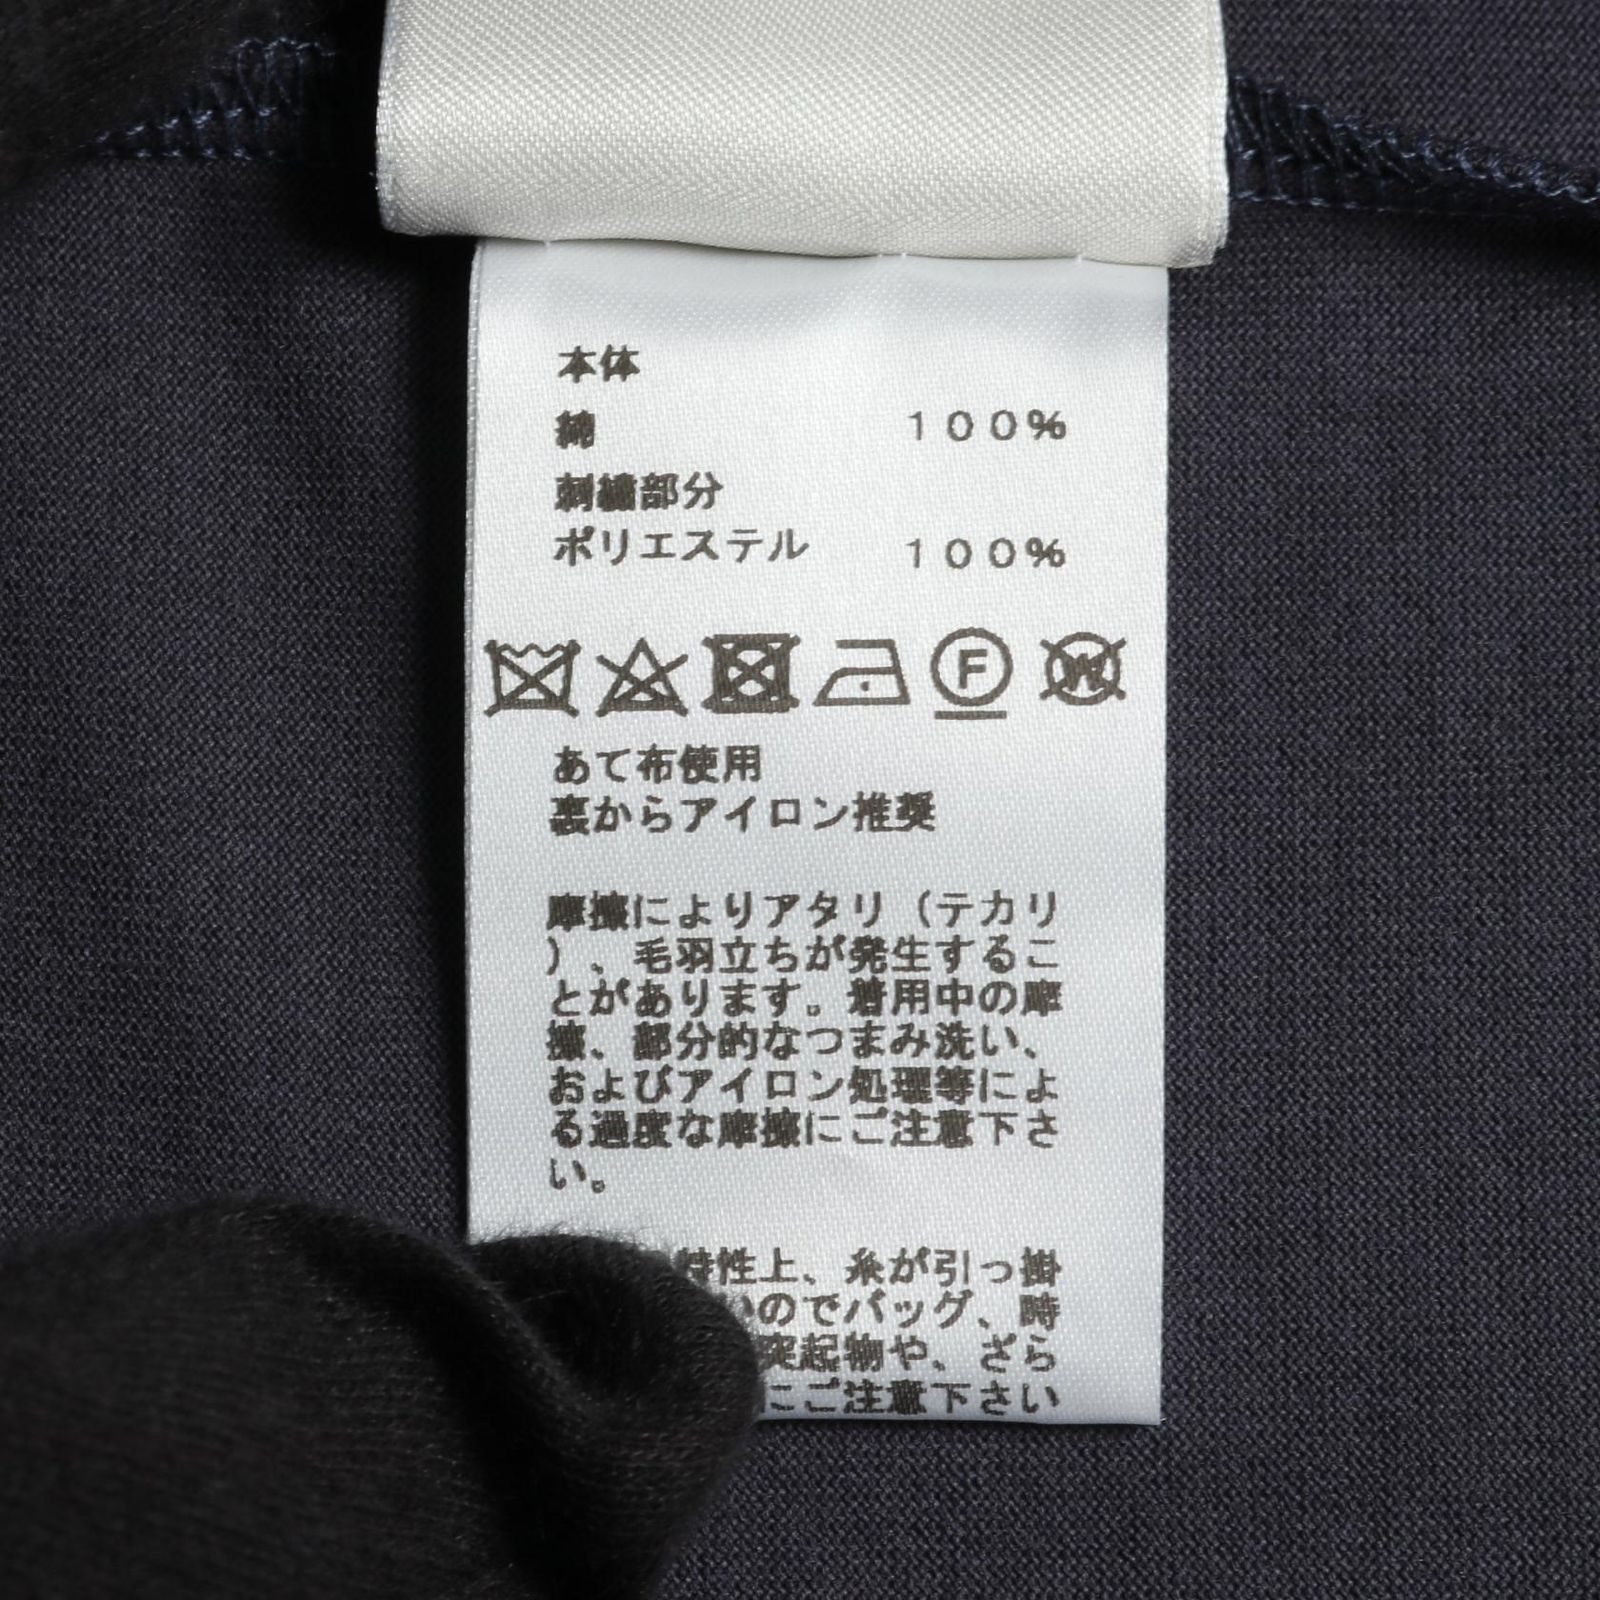 本体
綿 100%
刺繍部分
ポリエステル 100%
F W
あて布使用
裏からアイロン推奨
摩擦によりアタリ（テカリ
）、毛羽立ちが発生するこ
とがあります。着用中の摩
擦、部分的なつまみ洗い、
およびアイロン処理等によ
る過度な摩擦にご注意下さ
い。
特性上、糸が引っ掛
いのでバッグ、時
突起物や、ざら
にご注意下さい